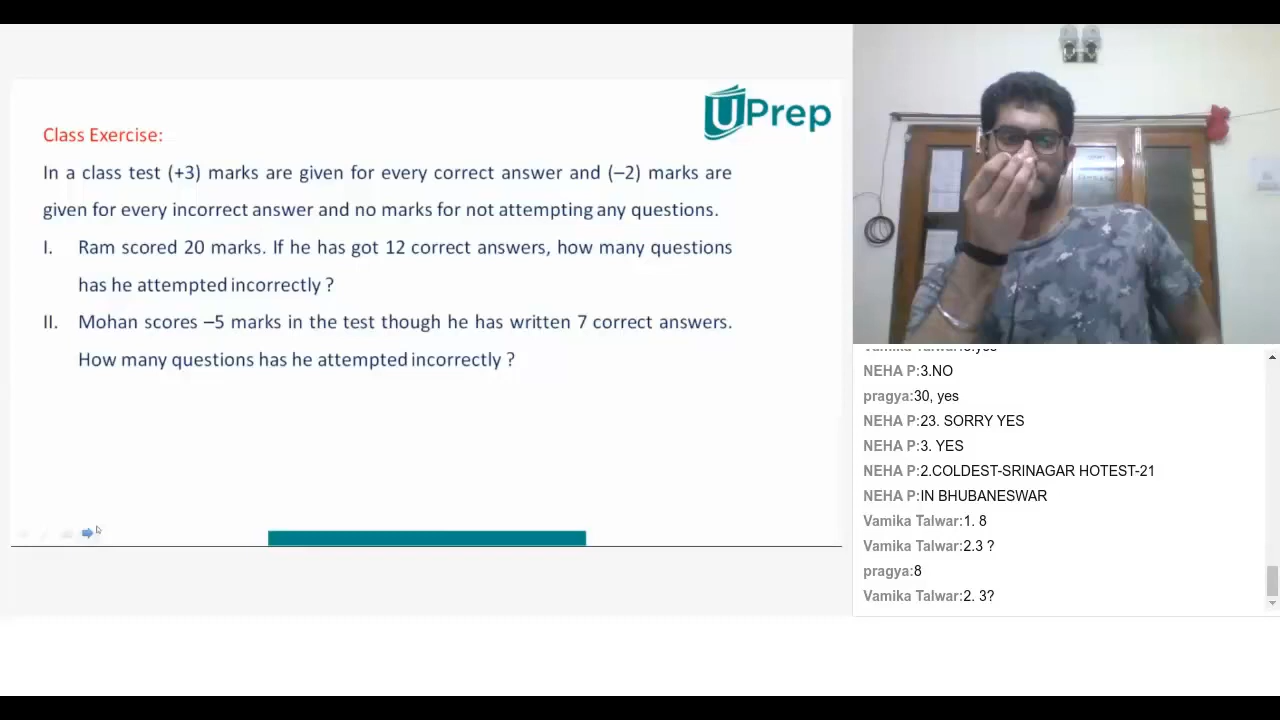 UPrep
Class Exercise:
In a class test (+3) marks are given for every correct answer and (–2) marks are
given for every incorrect answer and no marks for not attempting any questions.
I. Ram scored 20 marks. If he has got 12 correct answers, how many questions
has he attempted incorrectly ?
II. Mohan scores –5 marks in the test though he has written 7 correct answers.
How many questions has he attempted incorrectly ?
NEHA P:3.NO
pragya:30, yes
NEHA P:23. SORRY YES
NEHA P:3. YES
NEHA P:2.COLDEST-SRINAGAR HOTEST-21
NEHA P:IN BHUBANESWAR
Vamika Talwar:1. 8
Vamika Talwar:2.3 ?
pragya:8
Vamika Talwar:2. 3?